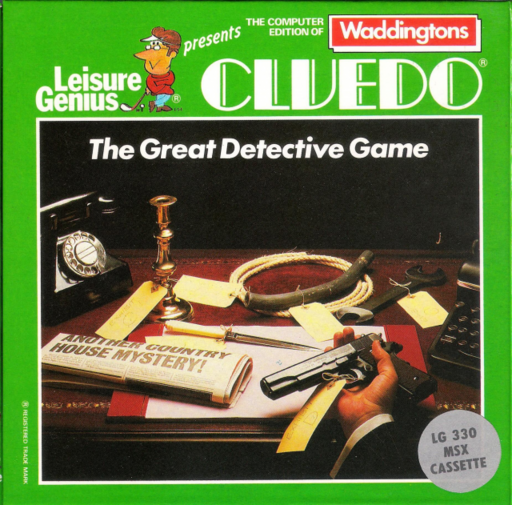 presents
THE COMPUTER
EDITION OF
Waddingtons
Leisure
Genius®
CLUEDO®
The Great Detective Game
ANOTHER COUNTRY
HOUSE MYSTERY!
LG 330
MSX
CASSETTE
® REGISTERED TRADE MARK